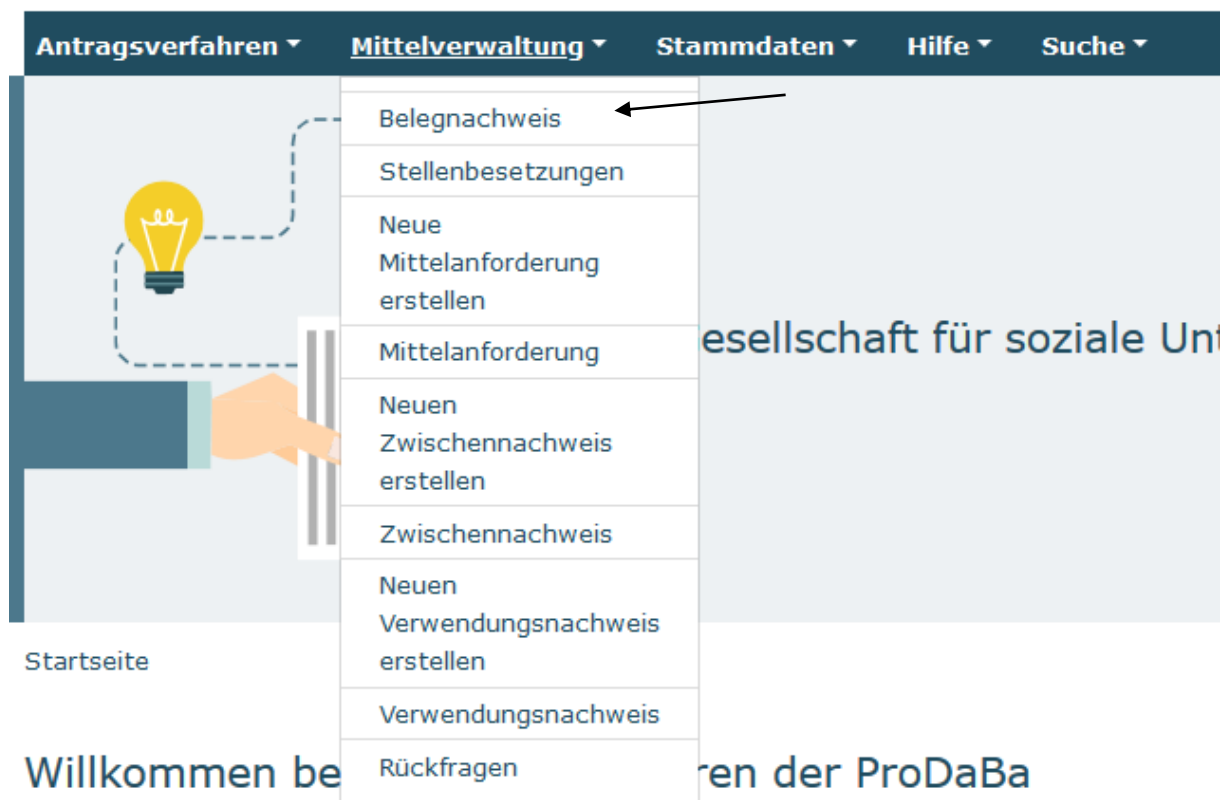 Antragsverfahren Mittelverwaltung Stammdaten Hilfe Suche
Belegnachweis
Stellenbesetzungen
Neue
Mittelanforderung
erstellen
Mittelanforderung
Neuen
Zwischennachweis
erstellen
Zwischennachweis
Neuen
Verwendungsnachweis
erstellen
Verwendungsnachweis
Rückfragen
esellschaft für soziale Unt
Startseite
Willkommen be
ren der ProDaBa